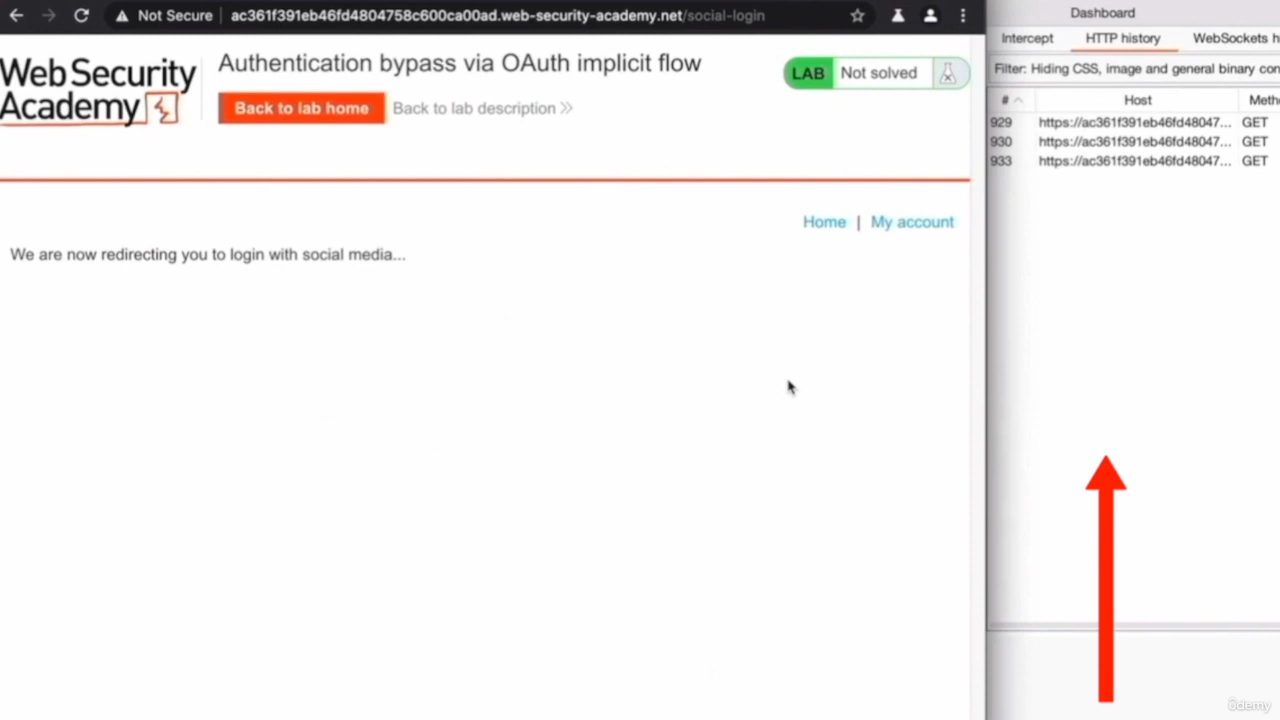 Not Secure | ac361f391eb46fd4804758c600ca00ad.web-security-academy.net/social-login
Web Security
Academy
Authentication bypass via OAuth implicit flow
Back to lab home
Back to lab description
LAB
Not solved
Home | My account
We are now redirecting you to login with social media...
Dashboard
Intercept
HTTP history
WebSockets h
Filter: Hiding CSS, image and general binary con
# Host Meth
929 https://ac361f391eb46fd48047... GET
930 https://ac361f391eb46fd48047... GET
933 https://ac361f391eb46fd48047... GET
ûdemy